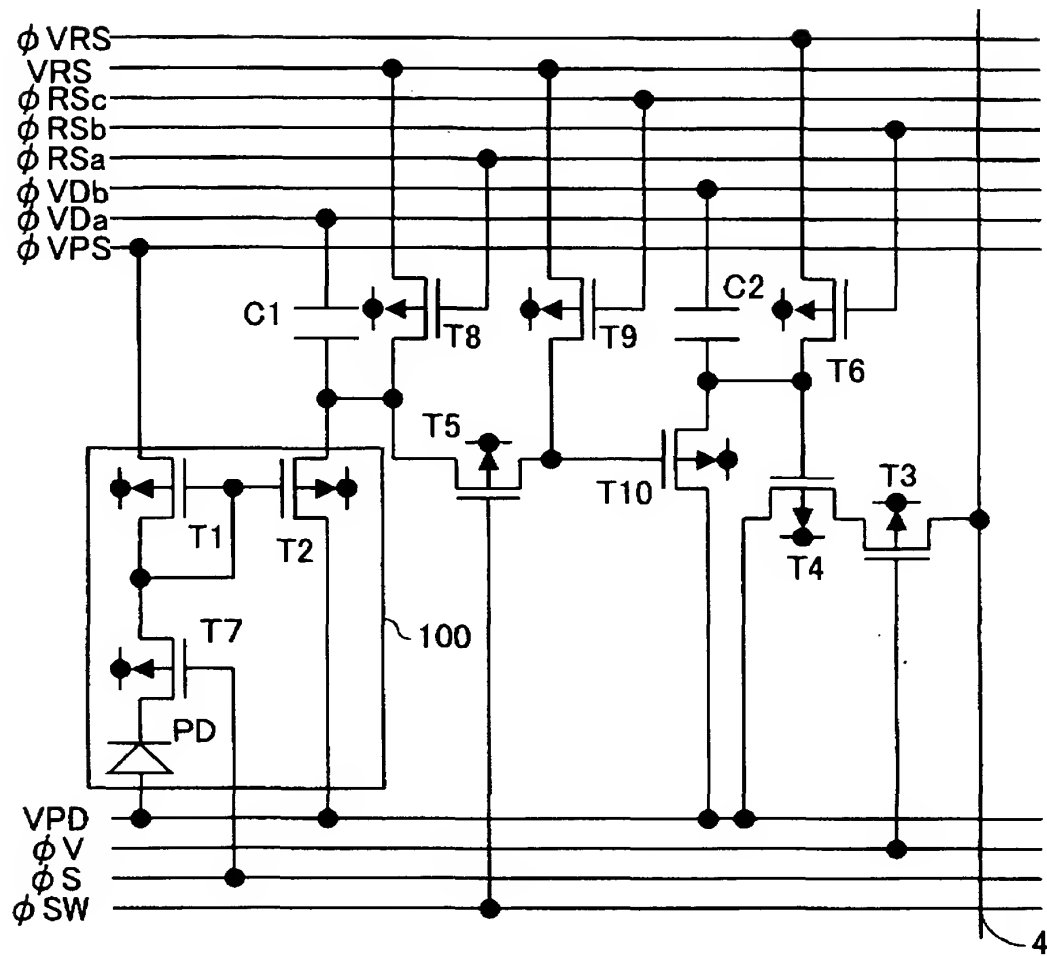 ϕVRS
VRS
ϕRSc
ϕRSb
ϕRSa
ϕVDb
ϕVDa
ϕVPS
C1
T8
T9
C2
T6
T5
T10
T3
T1
T2
T4
T7
100
PD
VPD
ϕV
ϕS
ϕSW
4